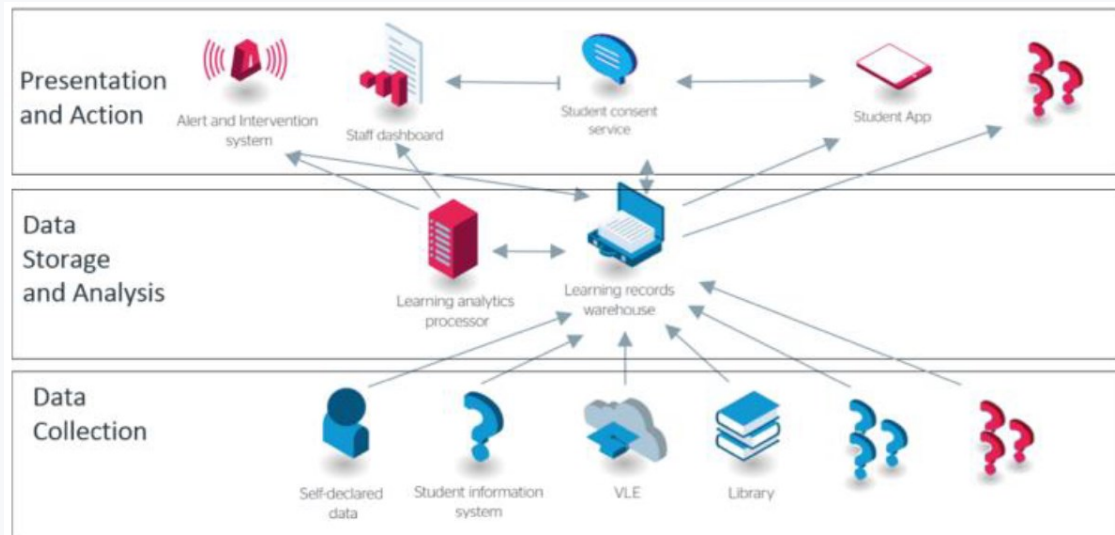 Presentation
and Action
Alert and Intervention
system
Staff dashboard
Student consent
service
Student App
Data
Storage
and Analysis
Learning analytics
processor
Learning records
warehouse
Data
Collection
Self-declared
data
Student information
system
VLE
Library